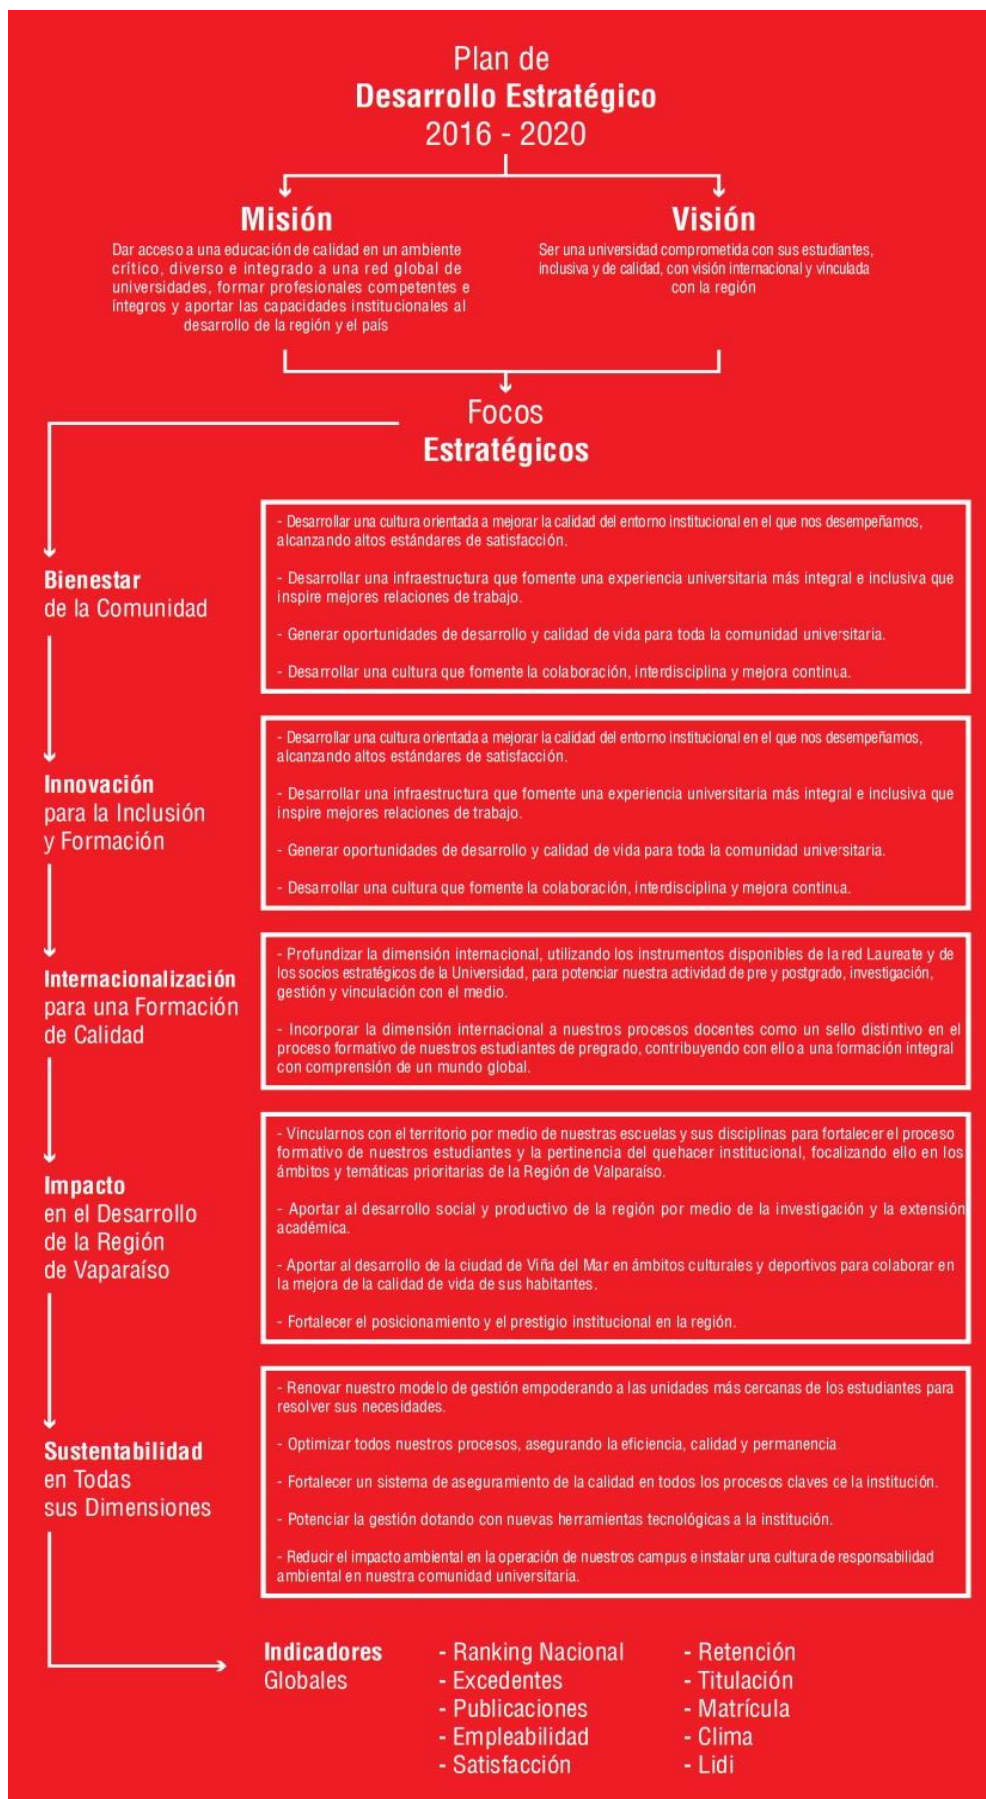 Plan de
Desarrollo Estratégico
2016 - 2020
Misión
Dar acceso a una educación de calidad en un ambiente
crítico, diverso e integrado a una red global de
universidades, formar profesionales competentes e
íntegros y aportar las capacidades institucionales al
desarrollo de la región y el país
Visión
Ser una universidad comprometida con sus estudiantes,
inclusiva y de calidad, con visión internacional y vinculada
con la región
Focos
Estratégicos
Bienestar
de la Comunidad
- Desarrollar una cultura orientada a mejorar la calidad del entorno institucional en el que nos desempeñamos,
alcanzando altos estándares de satisfacción.
- Desarrollar una infraestructura que fomente una experiencia universitaria más integral e inclusiva que
inspire mejores relaciones de trabajo.
- Generar oportunidades de desarrollo y calidad de vida para toda la comunidad universitaria.
- Desarrollar una cultura que fomente la colaboración, interdisciplina y mejora continua.
Innovación
para la Inclusión
y Formación
- Desarrollar una cultura orientada a mejorar la calidad del entorno institucional en el que nos desempeñamos,
alcanzando altos estándares de satisfacción.
- Desarrollar una infraestructura que fomente una experiencia universitaria más integral e inclusiva que
inspire mejores relaciones de trabajo.
- Generar oportunidades de desarrollo y calidad de vida para toda la comunidad universitaria.
- Desarrollar una cultura que fomente la colaboración, interdisciplina y mejora continua.
Internacionalización
para una Formación
de Calidad
- Profundizar la dimensión internacional, utilizando los instrumentos disponibles de la red Laureate y de
los socios estratégicos de la Universidad, para potenciar nuestra actividad de pre y postgrado, investigación,
gestión y vinculación con el medio.
- Incorporar la dimensión internacional a nuestros procesos docentes como un sello distintivo en el
proceso formativo de nuestros estudiantes de pregrado, contribuyendo con ello a una formación integral
con comprensión de un mundo global.
Impacto
en el Desarrollo
de la Región
de Vaparaíso
- Vincularnos con el territorio por medio de nuestras escuelas y sus disciplinas para fortalecer el proceso
formativo de nuestros estudiantes y la pertinencia del quehacer institucional, focalizando ello en los
ámbitos y temáticas prioritarias de la Región de Valparaíso.
- Aportar al desarrollo social y productivo de la región por medio de la investigación y la extensión
académica.
- Aportar al desarrollo de la ciudad de Viña del Mar en ámbitos culturales y deportivos para colaborar en
la mejora de la calidad de vida de sus habitantes.
- Fortalecer el posicionamiento y el prestigio institucional en la región.
Sustentabilidad
en Todas
sus Dimensiones
- Renovar nuestro modelo de gestión empoderando a las unidades más cercanas de los estudiantes para
resolver sus necesidades.
- Optimizar todos nuestros procesos, asegurando la eficiencia, calidad y permanencia
- Fortalecer un sistema de aseguramiento de la calidad en todos los procesos claves de la institución.
- Potenciar la gestión dotando con nuevas herramientas tecnológicas a la institución.
- Reducir el impacto ambiental en la operación de nuestros campus e instalar una cultura de responsabilidad
ambiental en nuestra comunidad universitaria.
Indicadores
Globales
- Ranking Nacional
- Excedentes
- Publicaciones
- Empleabilidad
- Satisfacción
- Retención
- Titulación
- Matrícula
- Clima
- Lidi